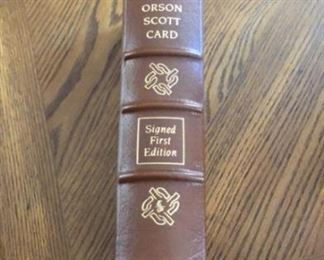 ORSON
SCOTT
CARD
Signed
First
Edition